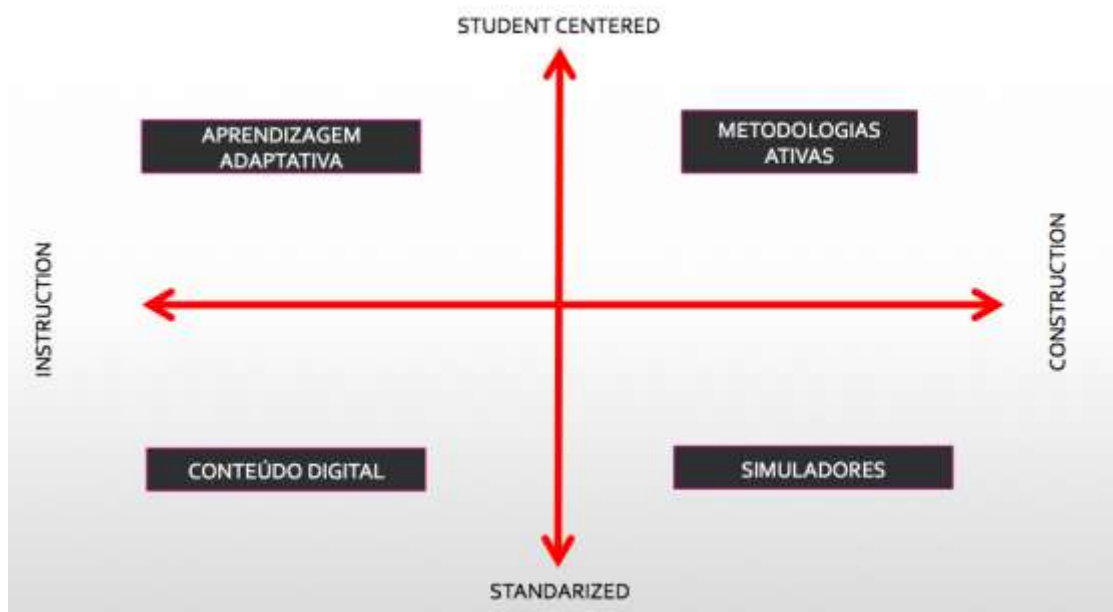 STUDENT CENTERED
APRENDIZAGEM
ADAPTATIVA
METODOLOGIAS
ATIVAS
INSTRUCTION
CONSTRUCTION
CONTEÚDO DIGITAL
SIMULADORES
STANDARIZED